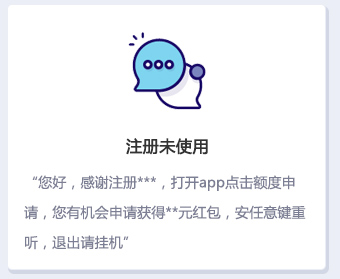 注册未使用
“您好，感谢注册***，打开app点击额度申
请，您有机会申请获得**元红包，安任意键重
听，退出请挂机”